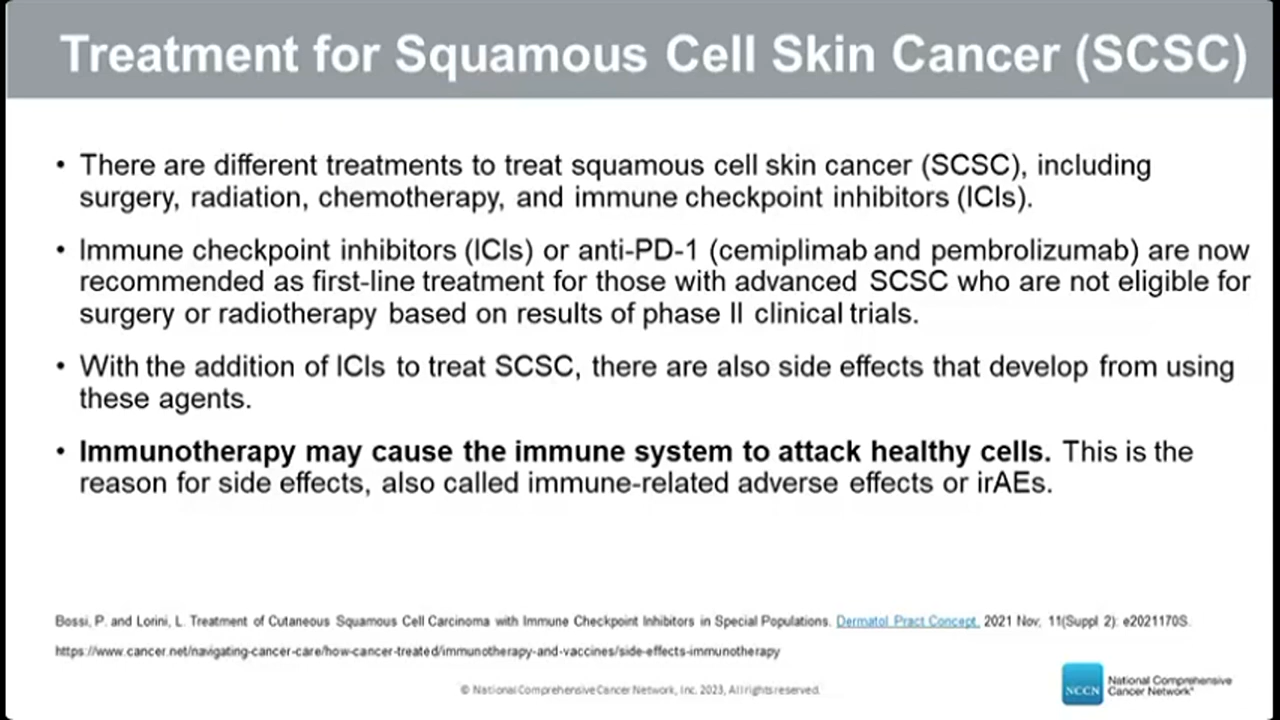 Treatment for Squamous Cell Skin Cancer (SCSC)
• There are different treatments to treat squamous cell skin cancer (SCSC), including
surgery, radiation, chemotherapy, and immune checkpoint inhibitors (ICIs).
• Immune checkpoint inhibitors (ICIs) or anti-PD-1 (cemiplimab and pembrolizumab) are now
recommended as first-line treatment for those with advanced SCSC who are not eligible for
surgery or radiotherapy based on results of phase II clinical trials.
• With the addition of ICIs to treat SCSC, there are also side effects that develop from using
these agents.
• Immunotherapy may cause the immune system to attack healthy cells. This is the
reason for side effects, also called immune-related adverse effects or irAEs.
Bossi, P. and Lorini, L. Treatment of Cutaneous Squamous Cell Carcinoma with Immune Checkpoint Inhibitors in Special Populations. Dermatol Pract Concept. 2021 Nov; 11(Suppl 2): e2021170S.
https://www.cancer.net/navigating-cancer-care/how-cancer-treated/immunotherapy-and-vaccines/side-effects-immunotherapy
© National Comprehensive Cancer Network, Inc. 2023, All rights reserved.
NCCN National Comprehensive
Cancer Network®